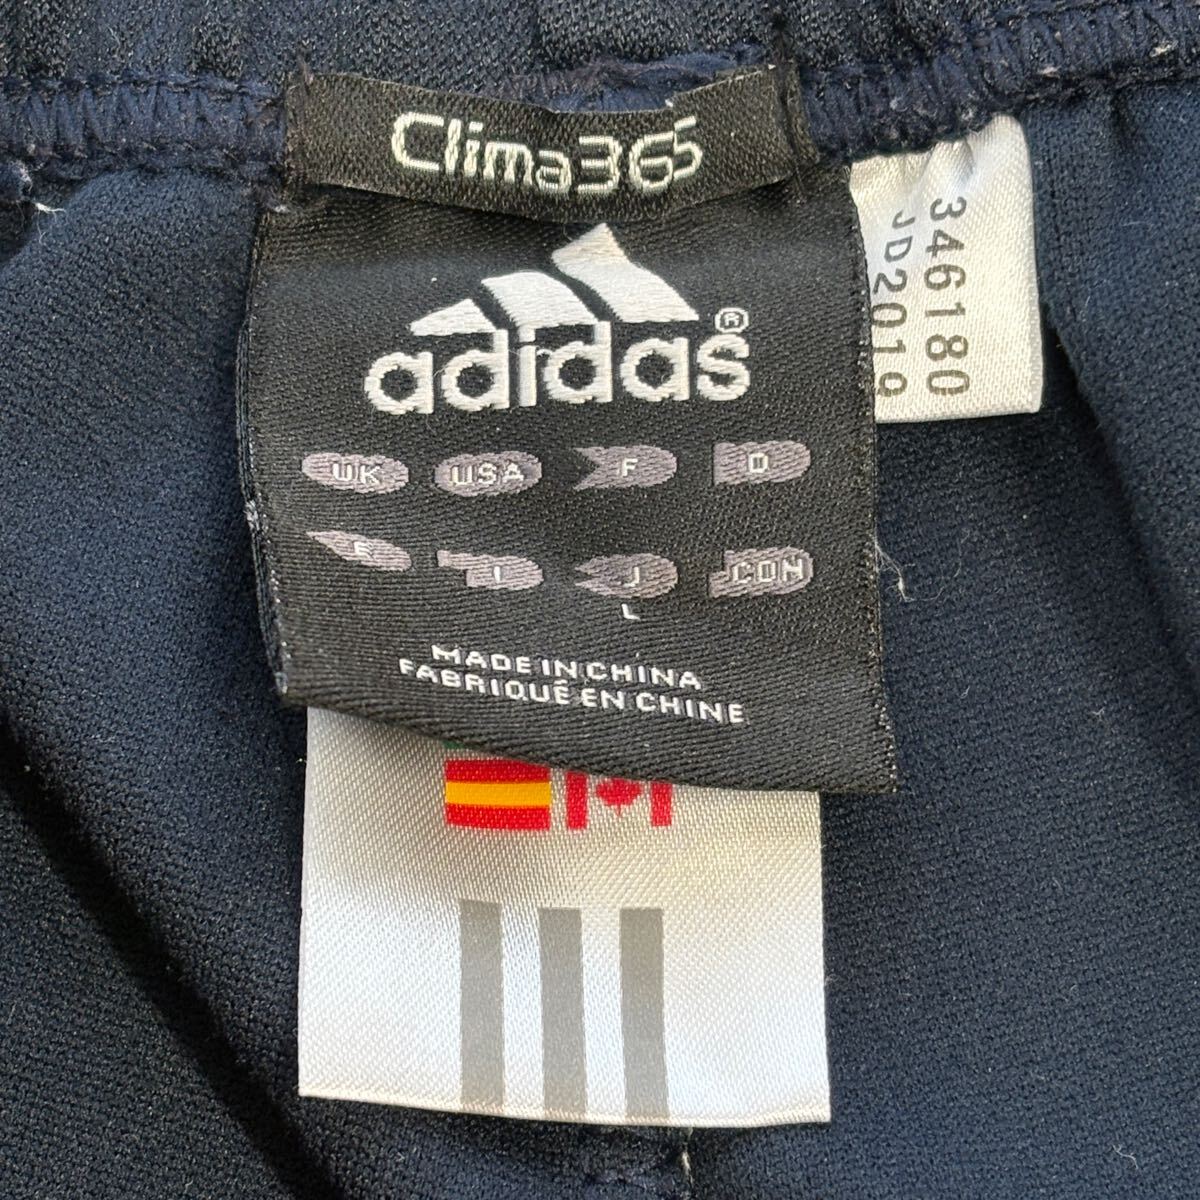 Clima365
adidas®
UK USA F D
E I J CON
L
MADE IN CHINA
FABRIQUÉ EN CHINE
346180
JD2019